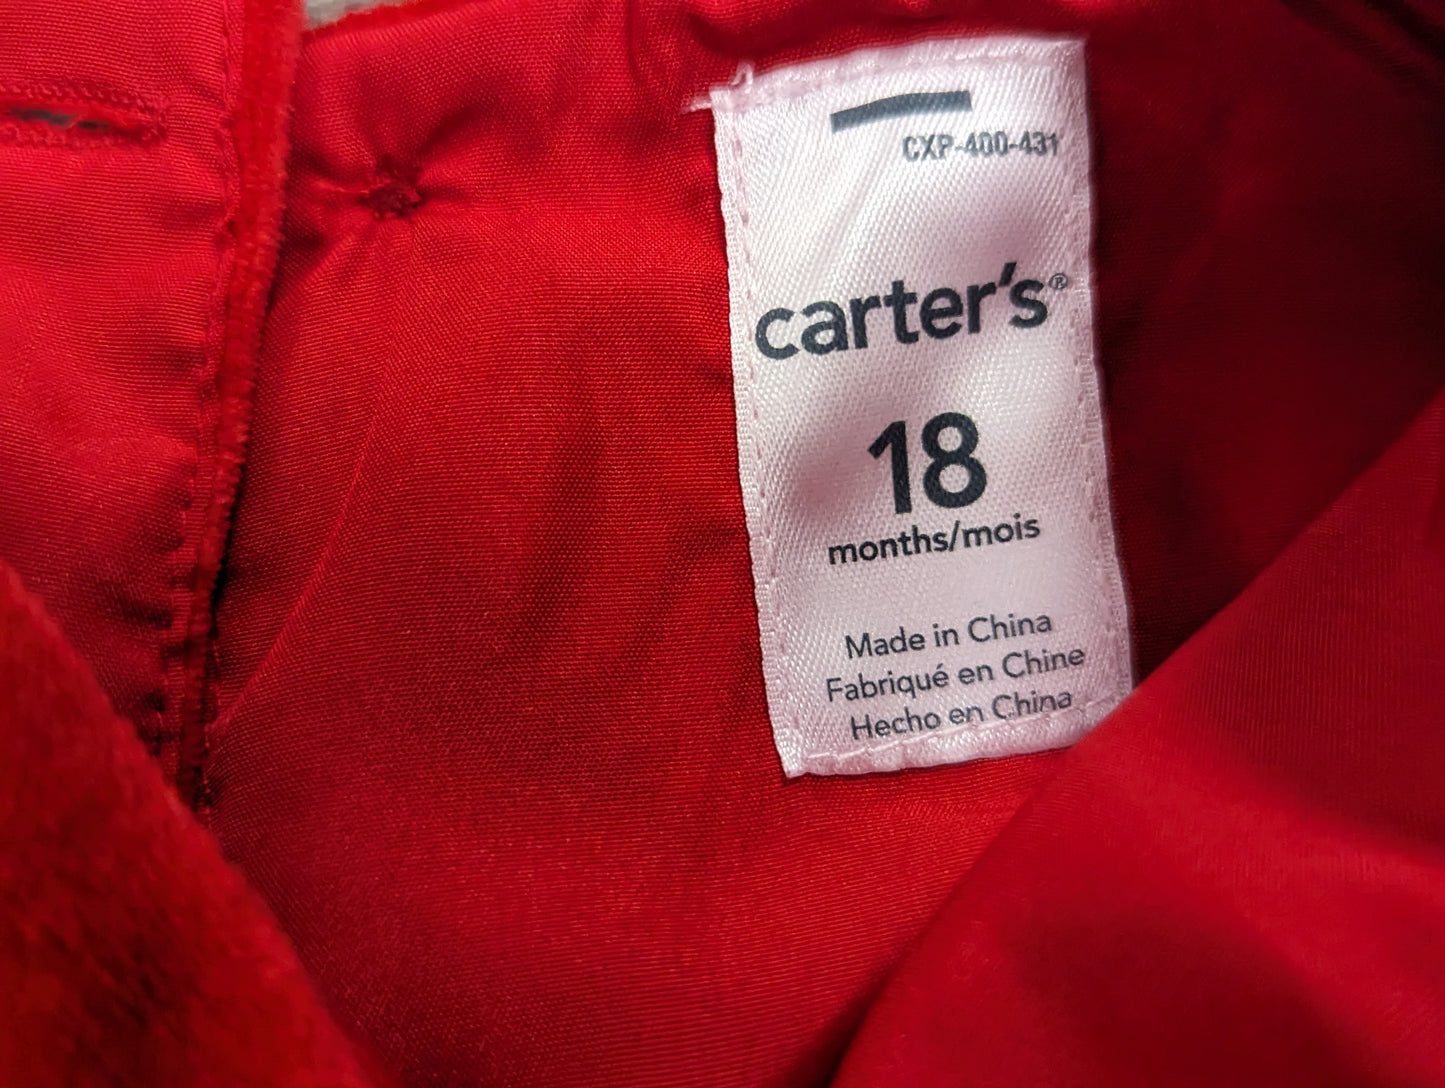 CXP-400-431
carter's®
18
months/mois
Made in China
Fabriqué en Chine
Hecho en China